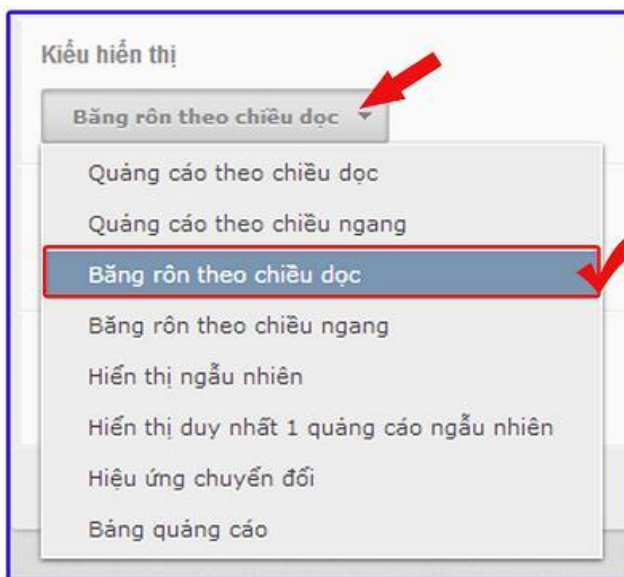 Kiểu hiển thị
Băng rôn theo chiều dọc
Quảng cáo theo chiều dọc
Quảng cáo theo chiều ngang
Băng rôn theo chiều dọc
Băng rôn theo chiều ngang
Hiển thị ngẫu nhiên
Hiển thị duy nhất 1 quảng cáo ngẫu nhiên
Hiệu ứng chuyển đổi
Bảng quảng cáo